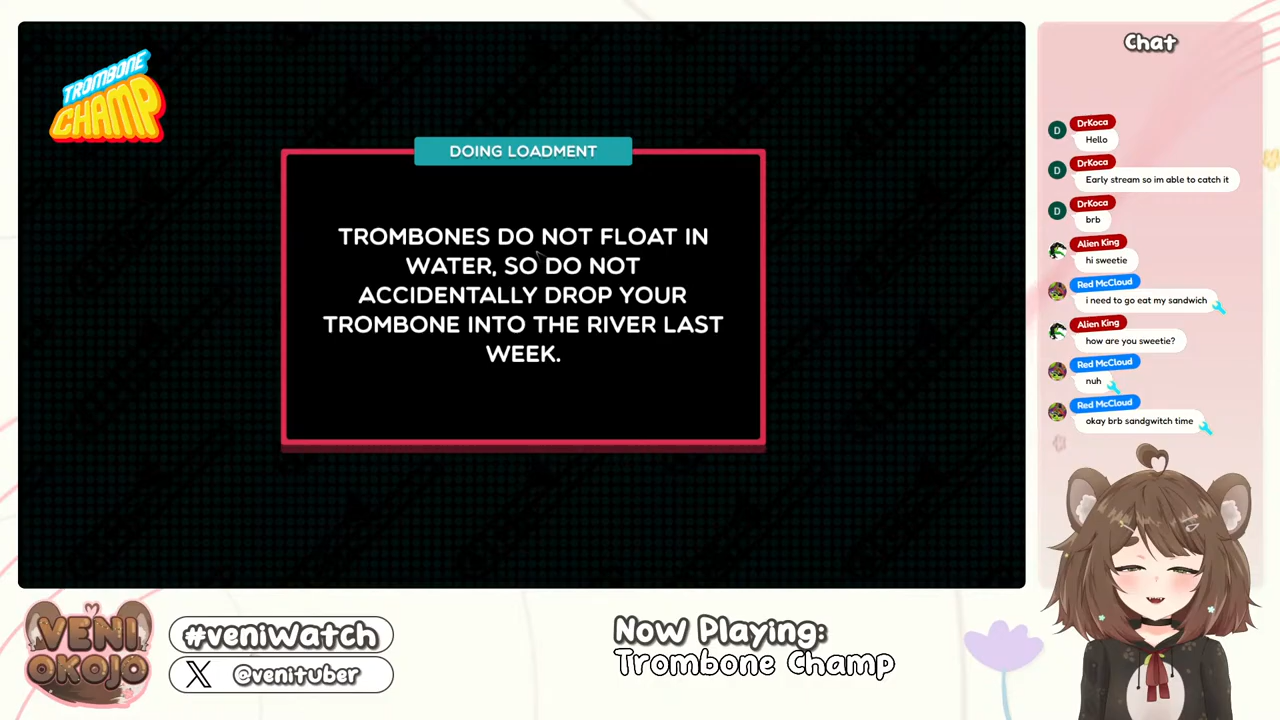 TROMBONE
CHAMP
DOING LOADMENT
TROMBONES DO NOT FLOAT IN
WATER, SO DO NOT
ACCIDENTALLY DROP YOUR
TROMBONE INTO THE RIVER LAST
WEEK.
Chat
D
DrKoca
Hello
D
DrKoca
Early stream so im able to catch it
D
DrKoca
brb
Alien King
hi sweetie
Red McCloud
i need to go eat my sandwich
Alien King
how are you sweetie?
Red McCloud
nuh
Red McCloud
okay brb sandgwitch time
VENI
OKOJO
#veniWatch
@venituber
Now Playing:
Trombone Champ